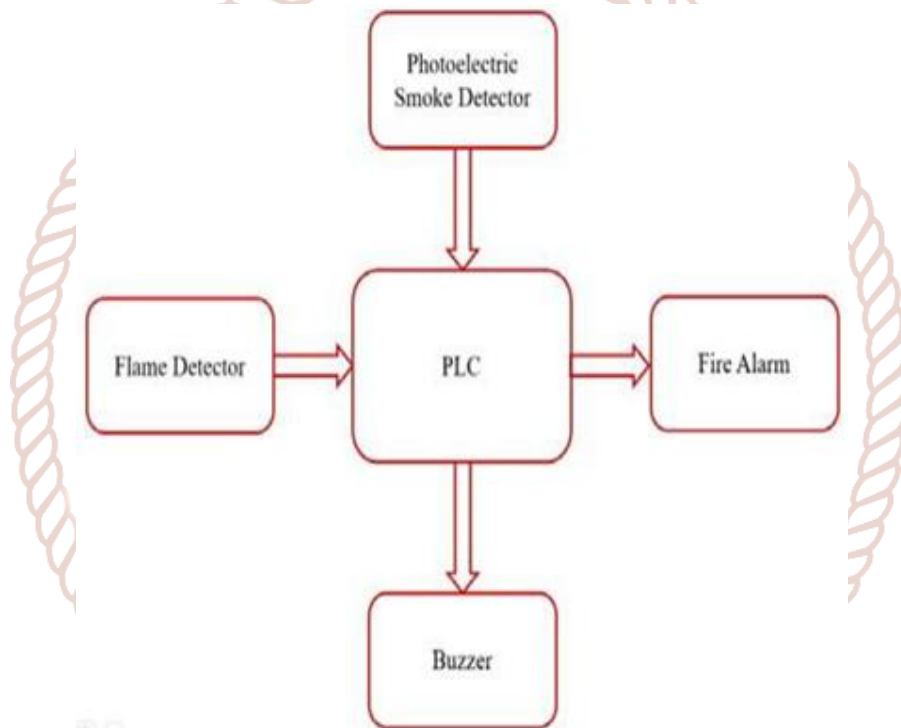 Photoelectric
Smoke Detector
Flame Detector
PLC
Fire Alarm
Buzzer